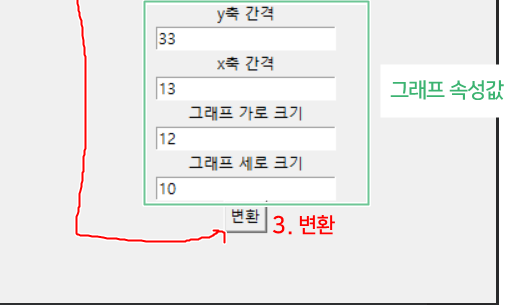 y축 간격
33
x축 간격
13
그래프 속성값
그래프 가로 크기
12
그래프 세로 크기
10
변환
3. 변환